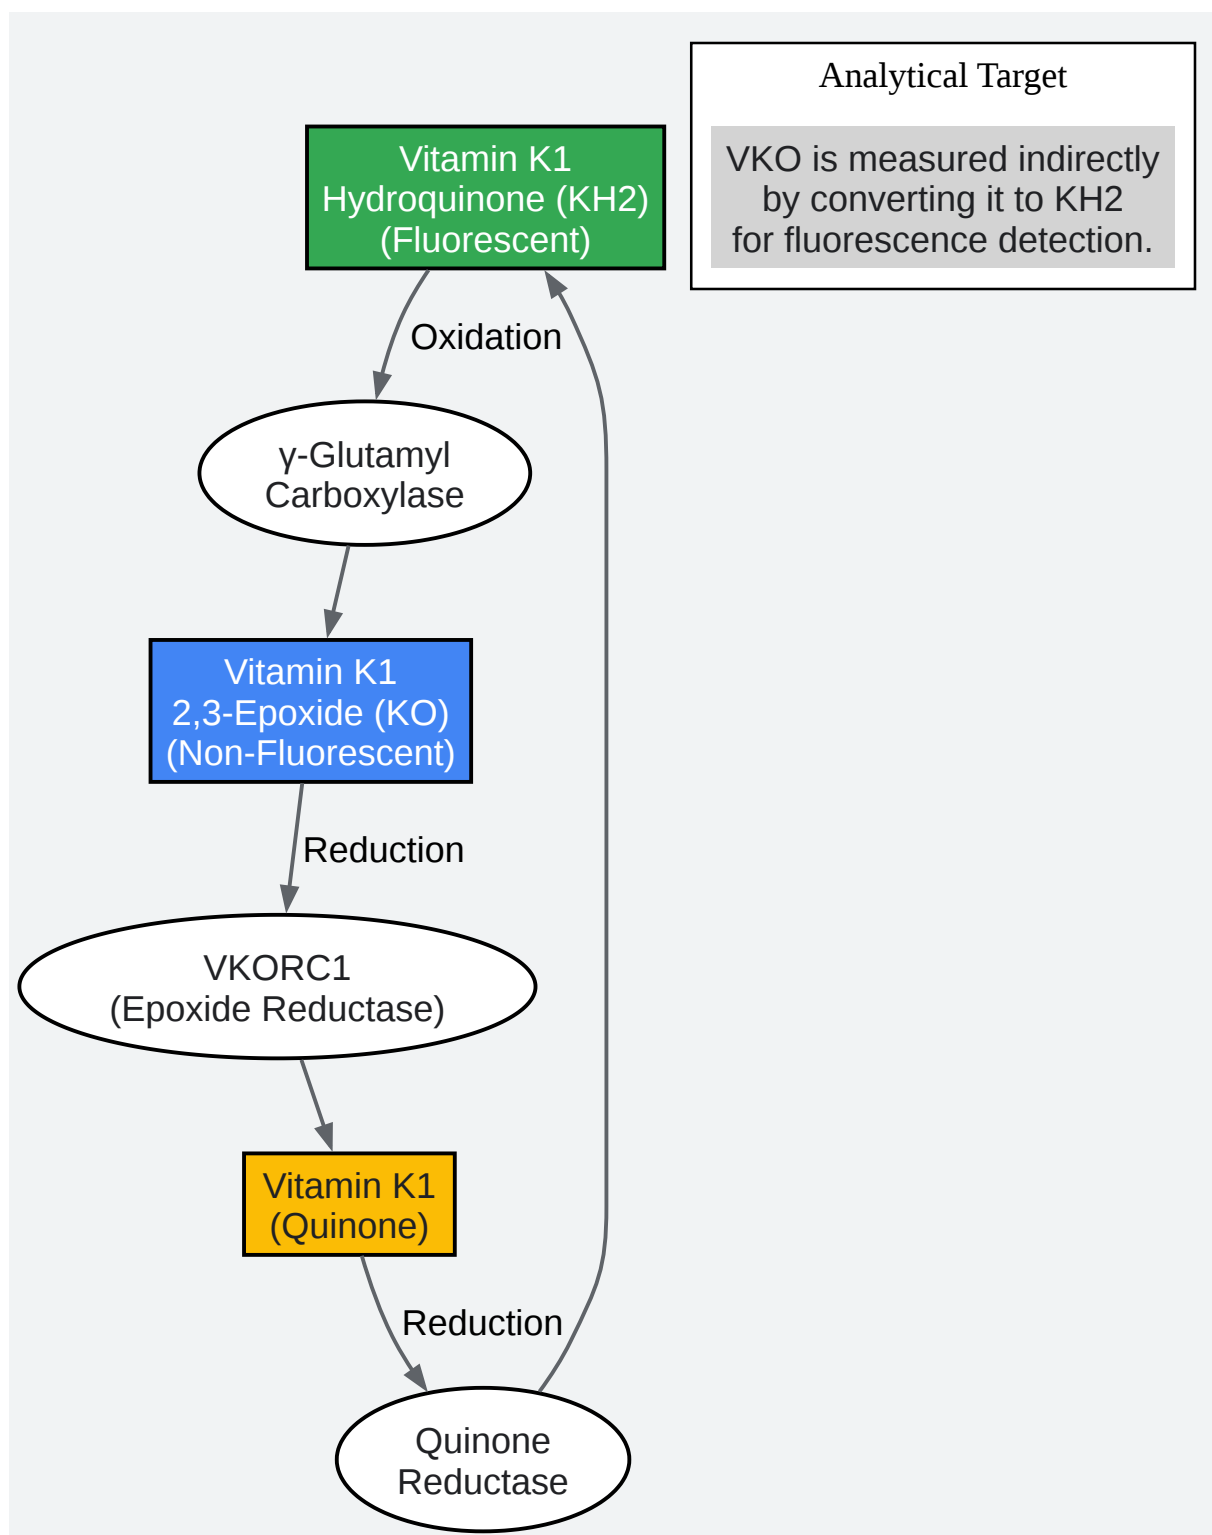 Analytical Target
VKO is measured indirectly
by converting it to KH2
for fluorescence detection.
Vitamin K1
Hydroquinone (KH2)
(Fluorescent)
Oxidation
γ-Glutamyl
Carboxylase
Vitamin K1
2,3-Epoxide (KO)
(Non-Fluorescent)
Reduction
VKORC1
(Epoxide Reductase)
Vitamin K1
(Quinone)
Reduction
Quinone
Reductase